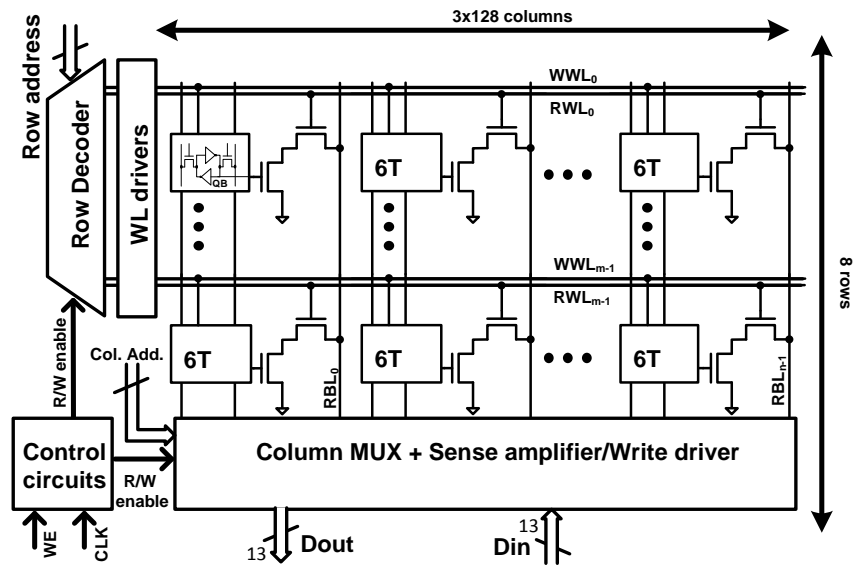 3x128 columns
Row address
Row Decoder
WL drivers
WWL0
RWL0
QB
6T
6T
WWLm-1
RWLm-1
8 rows
R/W enable
Col. Add.
6T
RBL0
6T
6T
RBLn-1
Control
circuits
R/W
enable
Column MUX + Sense amplifier/Write driver
WE
CLK
13
Dout
13
Din